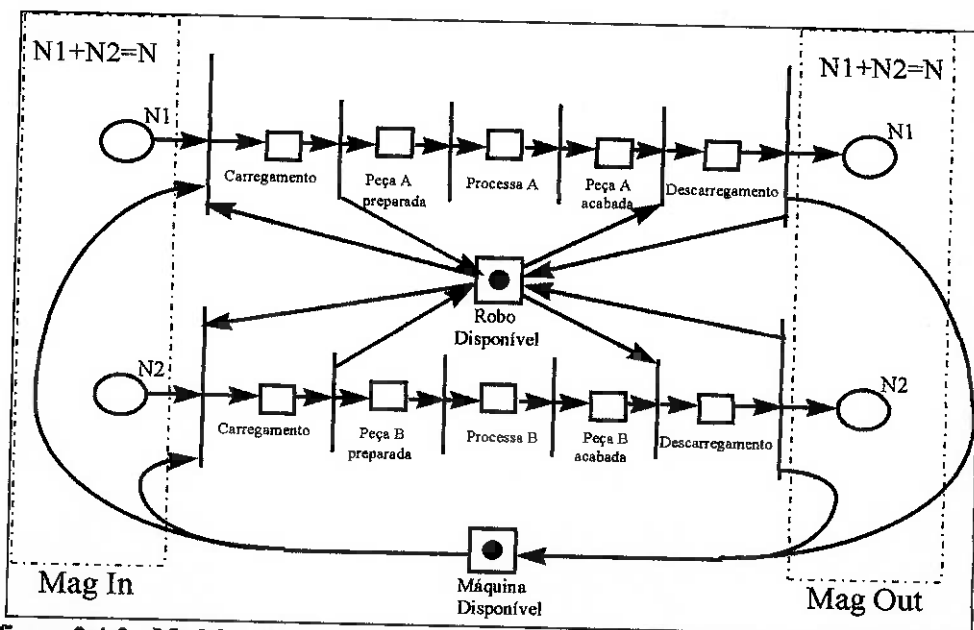 N1+N2=N
N1+N2=N
N1
N1
Carregamento
Peça A
preparada
Processa A
Peça A
acabada
Descarregamento
Robo
Disponível
N2
N2
Carregamento
Peça B
preparada
Processa B
Peça B
acabada
Descarregamento
Mag In
Máquina
Disponível
Mag Out